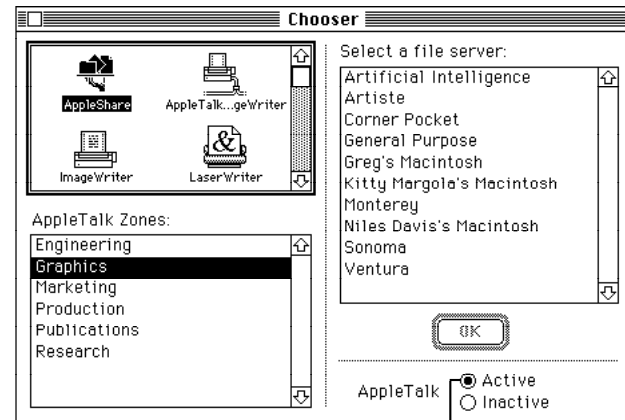 Chooser
AppleShare
AppleTalk...geWriter
ImageWriter
LaserWriter
AppleTalk Zones:
Engineering
Graphics
Marketing
Production
Publications
Research
Select a file server:
Artificial Intelligence
Artiste
Corner Pocket
General Purpose
Greg's Macintosh
Kitty Margola's Macintosh
Monterey
Niles Davis's Macintosh
Sonoma
Ventura
OK
AppleTalk
Active
Inactive